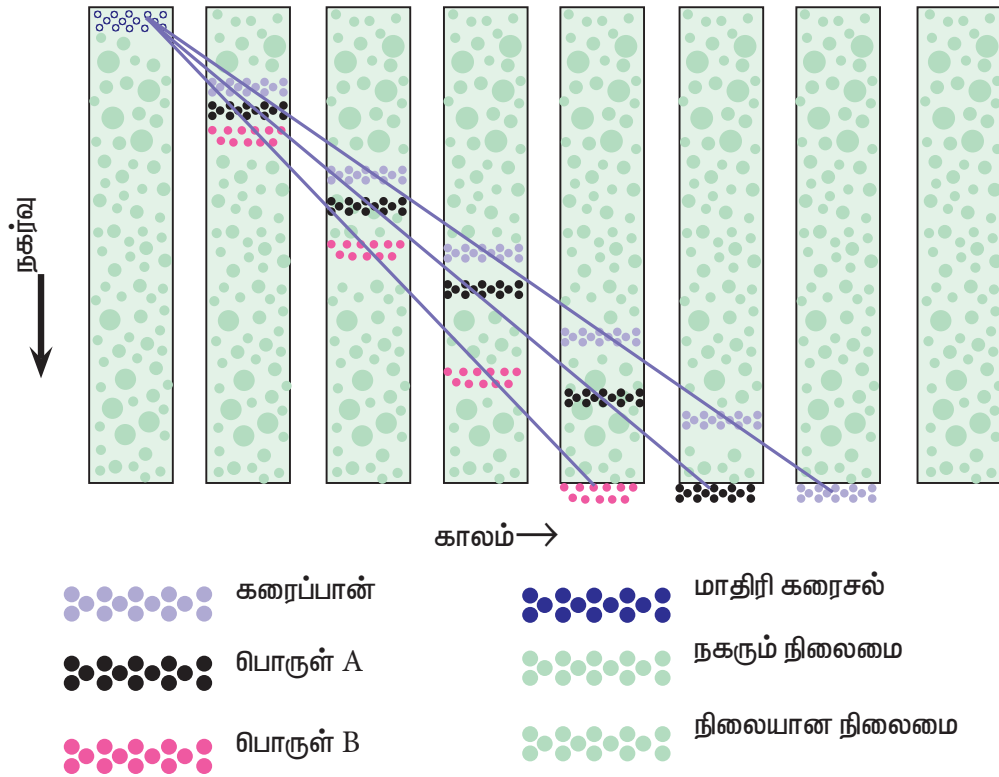 நகர்வு
காலம்
கரைப்பான்
பொருள் A
பொருள் B
மாதிரி கரைசல்
நகரும் நிலைமை
நிலையான நிலைமை